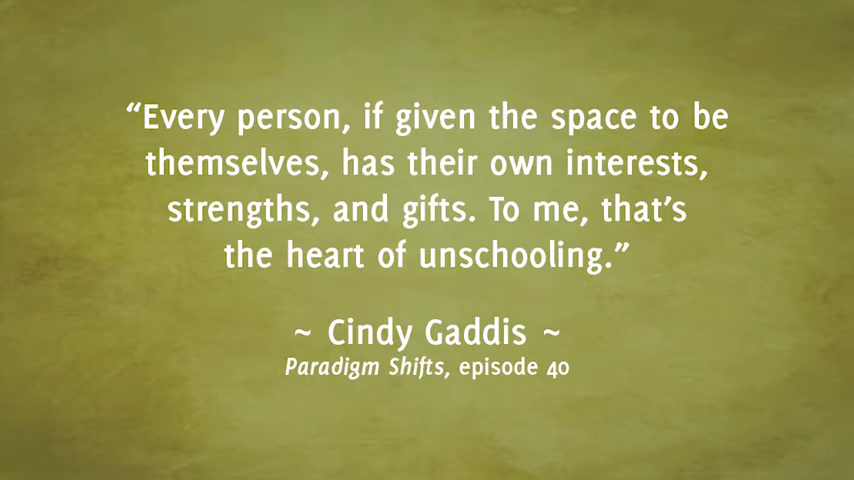 “Every person, if given the space to be
themselves, has their own interests,
strengths, and gifts. To me, that’s
the heart of unschooling.”
~ Cindy Gaddis ~
Paradigm Shifts, episode 40